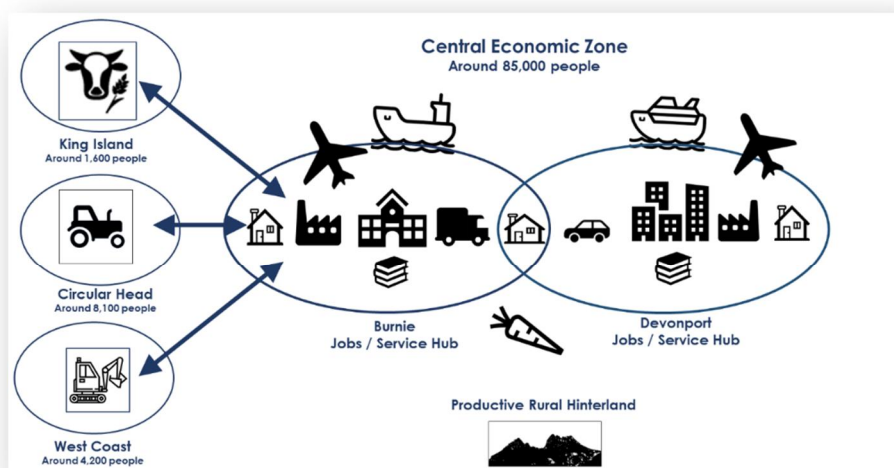 Central Economic Zone
Around 85,000 people
King Island
Around 1,600 people
Circular Head
Around 8,100 people
Burnie
Jobs / Service Hub
Devonport
Jobs / Service Hub
Productive Rural Hinterland
West Coast
Around 4,200 people